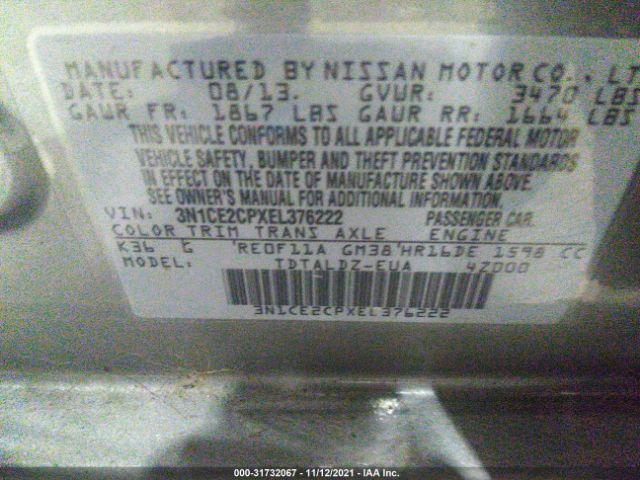 MANUFACTURED BY NISSAN MOTOR CO., LT
DATE: 08/13. GVWR: 3470 LBS
GAWR FR: 1867 LBS GAWR RR: 1664 LBS
THIS VEHICLE CONFORMS TO ALL APPLICABLE FEDERAL MOTOR
VEHICLE SAFETY, BUMPER AND THEFT PREVENTION STANDARDS
IN EFFECT ON THE DATE OF MANUFACTURE SHOWN ABOVE.
SEE OWNER'S MANUAL FOR ADDITIONAL INFORMATION.
VIN: 3N1CE2CPXEL376222 PASSENGER CAR.
COLOR TRIM TRANS AXLE ENGINE
K36 G RE0F11A GM38 HR16DE 1598 CC
MODEL: TDTALDZ-EUA 4Z000
3N1CE2CPXEL376222
000-31732067 - 11/12/2021 - IAA Inc.